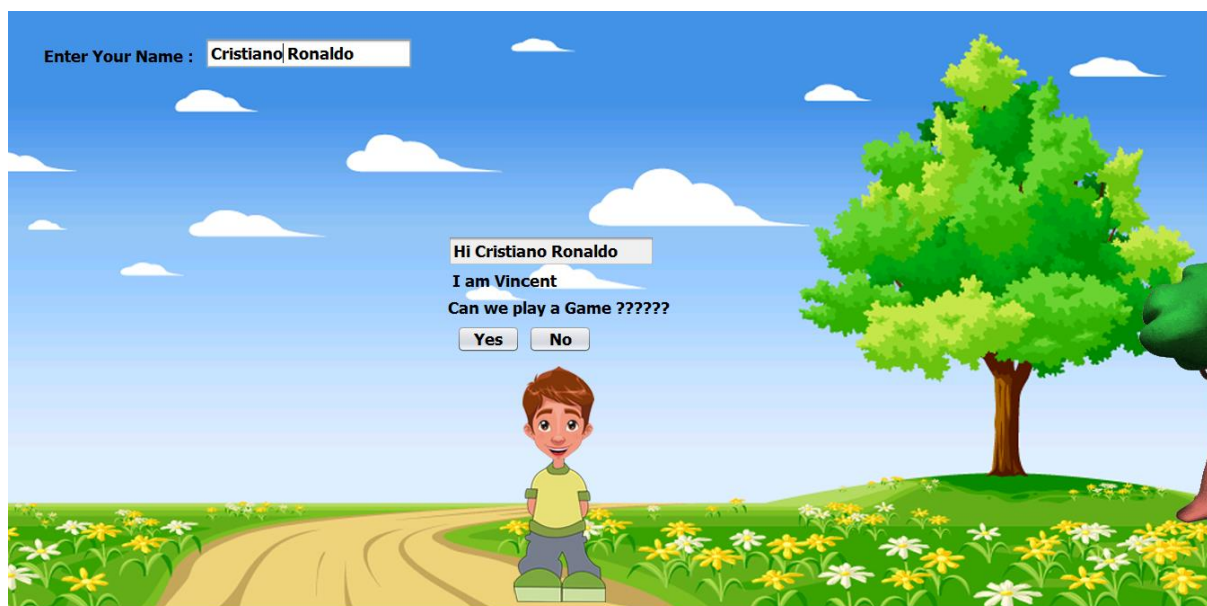 Enter Your Name : Cristiano Ronaldo
Hi Cristiano Ronaldo
I am Vincent
Can we play a Game ??????
Yes No